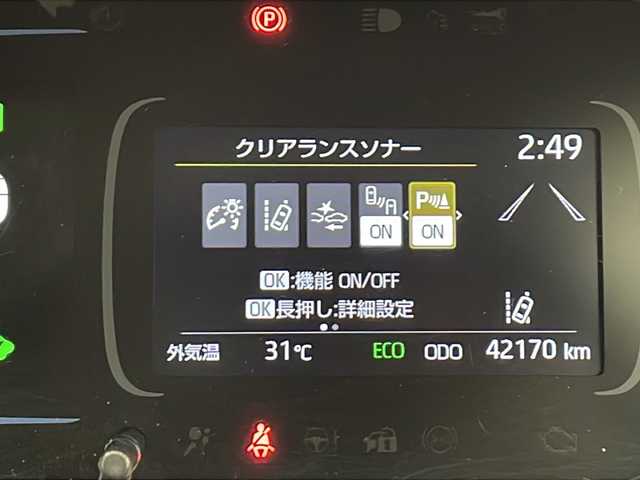 クリアランスソナー 2:49
ON P ON
OK:機能 ON/OFF
OK長押し:詳細設定
外気温 31℃ ECO ODO 42170 km